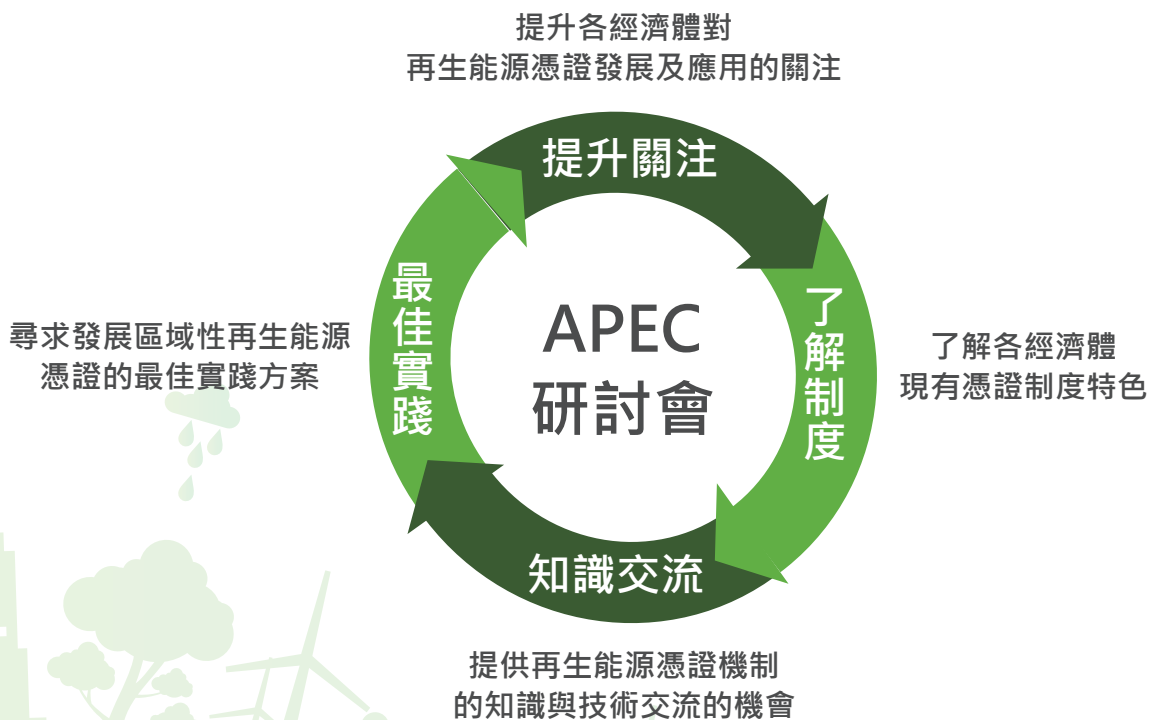 提升各經濟體對
再生能源憑證發展及應用的關注
提升關注
了解制度
了解各經濟體
現有憑證制度特色
知識交流
提供再生能源憑證機制
的知識與技術交流的機會
最佳實踐
尋求發展區域性再生能源
憑證的最佳實踐方案
APEC
研討會